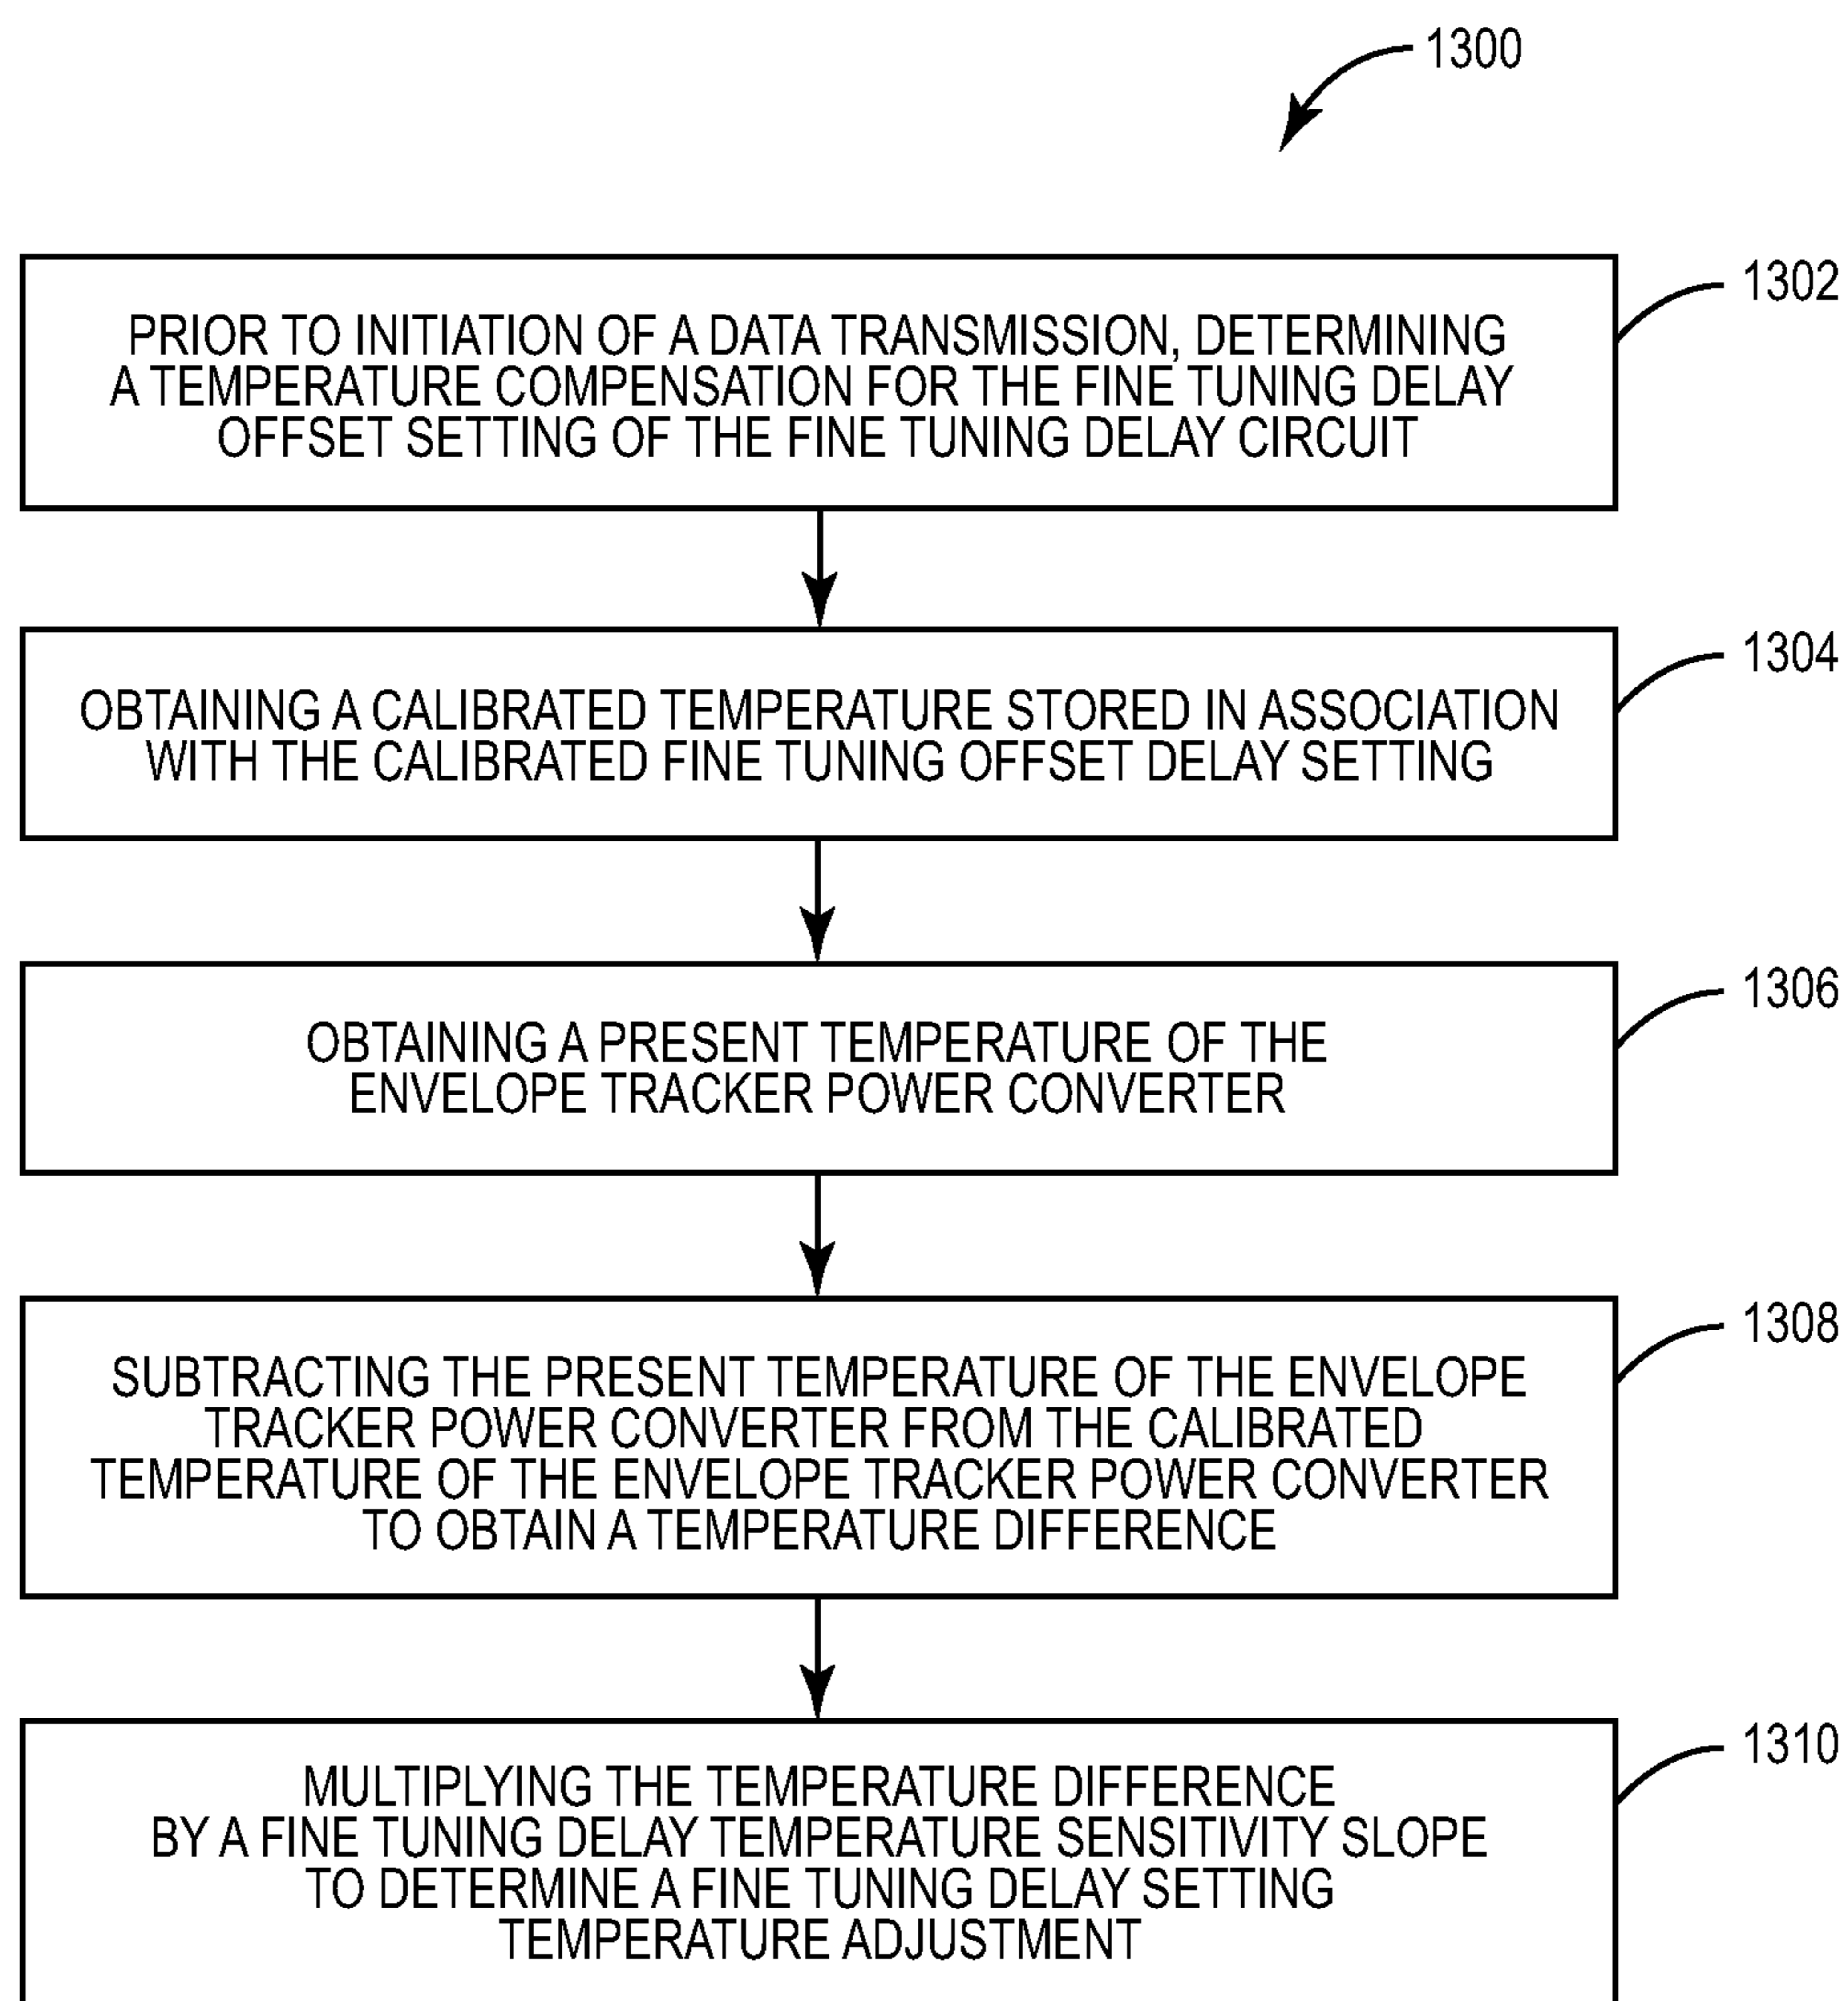 1300
1302
PRIOR TO INITIATION OF A DATA TRANSMISSION, DETERMINING
A TEMPERATURE COMPENSATION FOR THE FINE TUNING DELAY
OFFSET SETTING OF THE FINE TUNING DELAY CIRCUIT
1304
OBTAINING A CALIBRATED TEMPERATURE STORED IN ASSOCIATION
WITH THE CALIBRATED FINE TUNING OFFSET DELAY SETTING
1306
OBTAINING A PRESENT TEMPERATURE OF THE
ENVELOPE TRACKER POWER CONVERTER
1308
SUBTRACTING THE PRESENT TEMPERATURE OF THE ENVELOPE
TRACKER POWER CONVERTER FROM THE CALIBRATED
TEMPERATURE OF THE ENVELOPE TRACKER POWER CONVERTER
TO OBTAIN A TEMPERATURE DIFFERENCE
1310
MULTIPLYING THE TEMPERATURE DIFFERENCE
BY A FINE TUNING DELAY TEMPERATURE SENSITIVITY SLOPE
TO DETERMINE A FINE TUNING DELAY SETTING
TEMPERATURE ADJUSTMENT